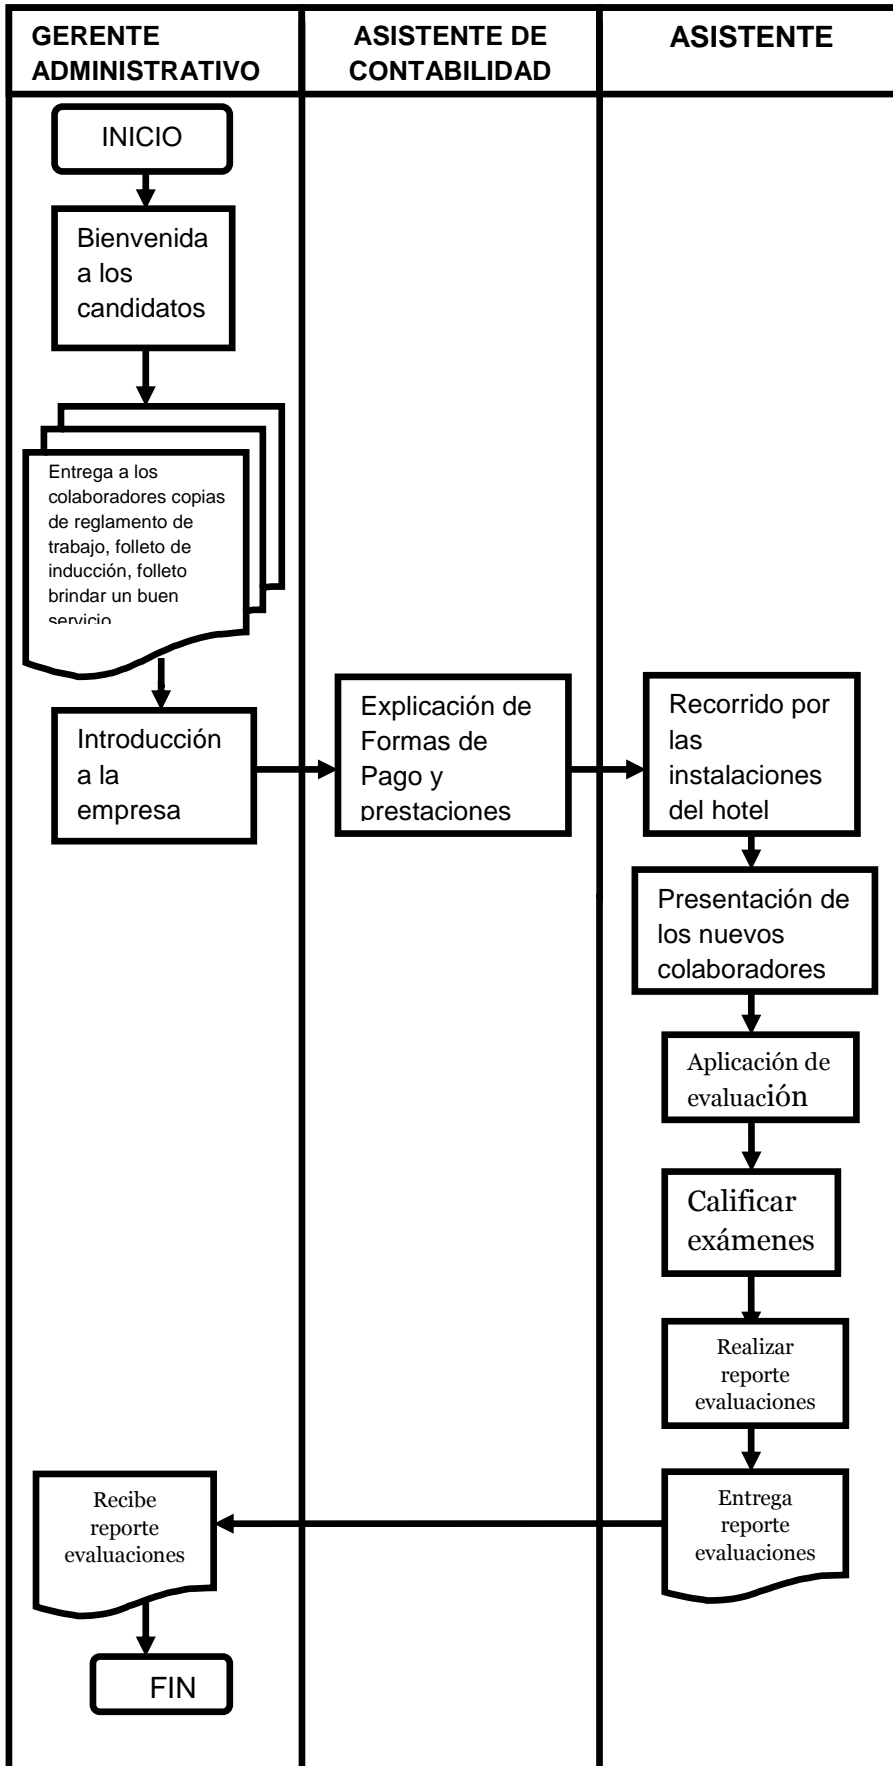 GERENTE
ADMINISTRATIVO
ASISTENTE DE
CONTABILIDAD
ASISTENTE
INICIO
Bienvenida
a los
candidatos
Entrega a los
colaboradores copias
de reglamento de
trabajo, folleto de
inducción, folleto
brindar un buen
servicio
Introducción
a la
empresa
Explicación de
Formas de
Pago y
prestaciones
Recorrido por
las
instalaciones
del hotel
Presentación de
los nuevos
colaboradores
Aplicación de
evaluación
Calificar
exámenes
Realizar
reporte
evaluaciones
Entrega
reporte
evaluaciones
Recibe
reporte
evaluaciones
FIN